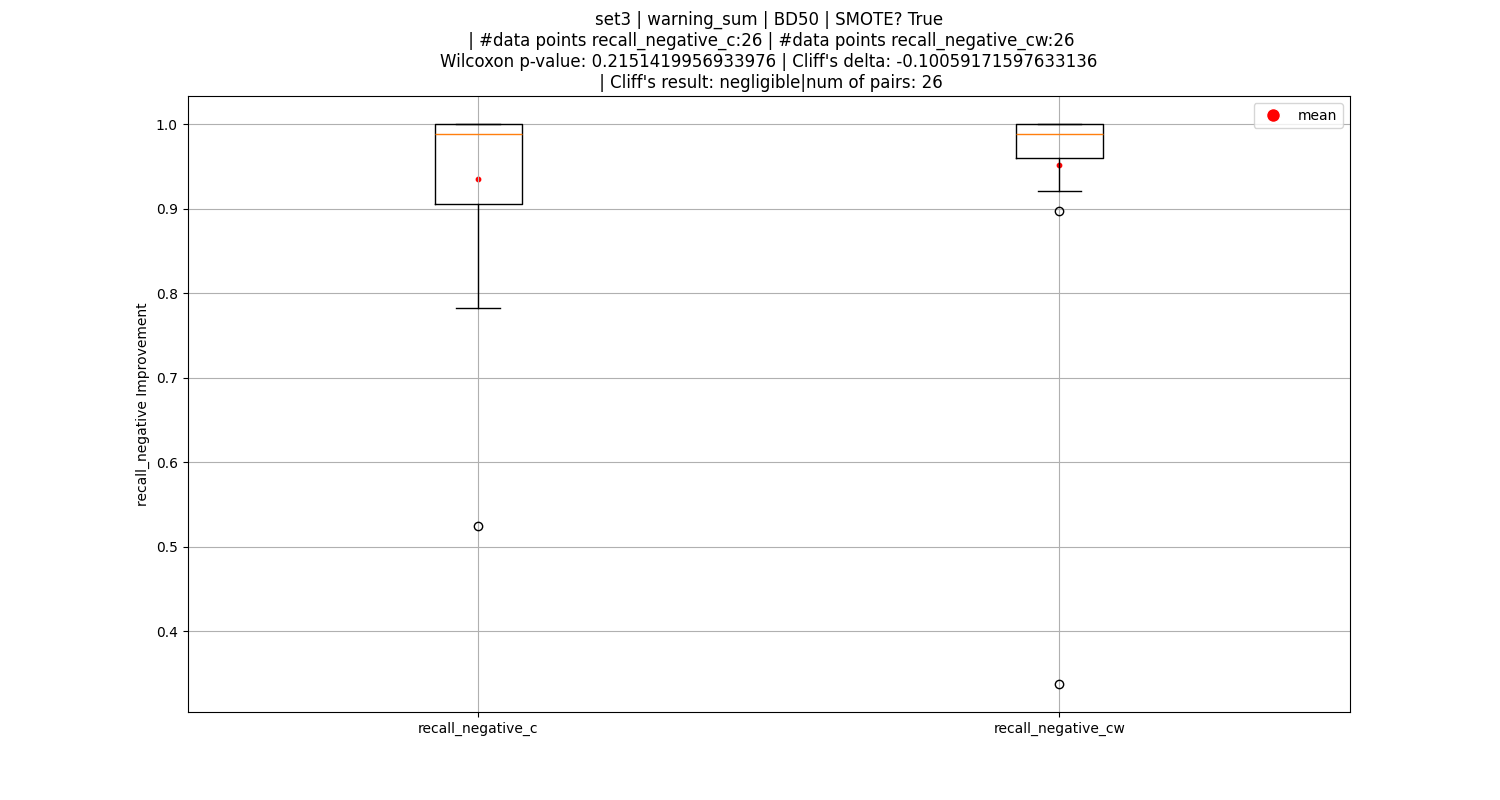 set3 | warning_sum | BD50 | SMOTE? True
| #data points recall_negative_c:26 | #data points recall_negative_cw:26
Wilcoxon p-value: 0.2151419956933976 | Cliff's delta: -0.10059171597633136
| Cliff's result: negligible|num of pairs: 26
mean
1.0
0.9
0.8
0.7
0.6
0.5
0.4
recall_negative Improvement
recall_negative_c
recall_negative_cw